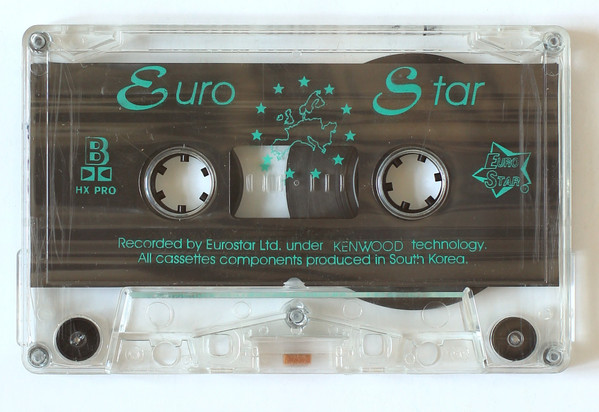 Euro Star
B
HX PRO
EURO
STAR
Recorded by Eurostar Ltd. under KENWOOD technology.
All cassettes components produced in South Korea.